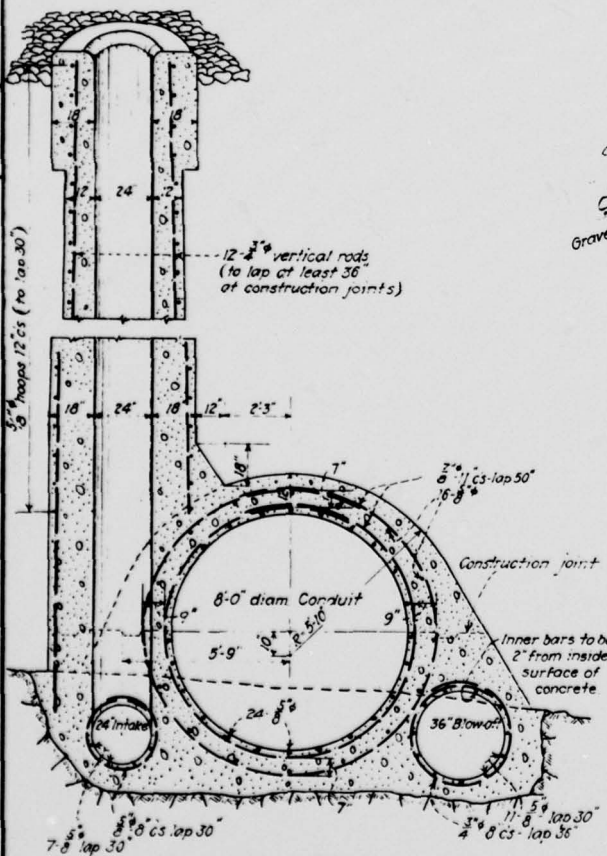 18"
18"
12"
24"
12"
12-3/4"φ vertical rods
(to lap at least 36"
at construction joints)
Grave
5/8"φ hoops 12"cs (to lap 30")
18"
24"
18"
12"
2'-3"
18"
7"
11"cs-lap 50"
16-5/8"φ
Construction joint
8'-0" diam Conduit
9"
9"
10"
R-5'-10"
5'-9"
Inner bars to be
2" from inside
surface of
concrete
24-5/8"φ
24" Intake
36" Blow-off
7"
5/8"φ 8"cs lap 30"
7-5/8"φ lap 30"
3/4"φ 8"cs - lap 36"
11-5/8"φ lap 30"